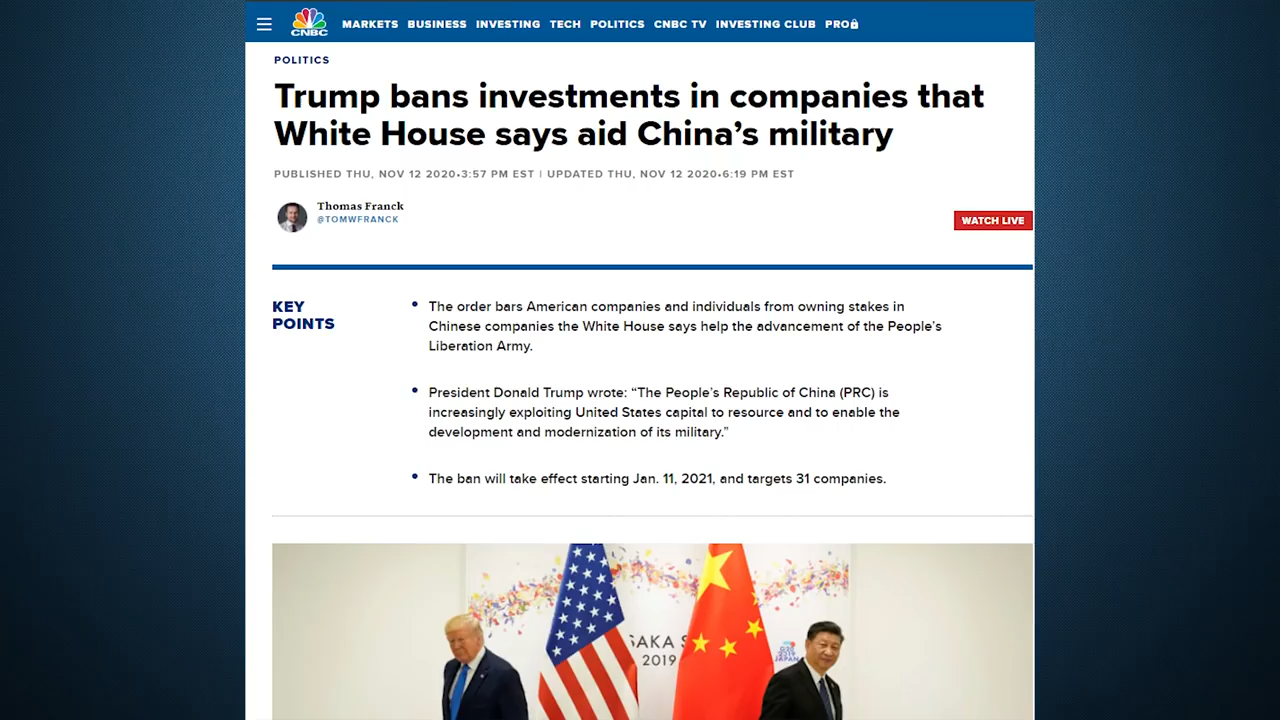 CNBC
MARKETS BUSINESS INVESTING TECH POLITICS CNBC TV INVESTING CLUB PRO
POLITICS
Trump bans investments in companies that
White House says aid China’s military
PUBLISHED THU, NOV 12 2020•3:57 PM EST | UPDATED THU, NOV 12 2020•6:19 PM EST
Thomas Franck
@TOMWFRANCK
WATCH LIVE
KEY
POINTS
The order bars American companies and individuals from owning stakes in
Chinese companies the White House says help the advancement of the People’s
Liberation Army.
President Donald Trump wrote: “The People’s Republic of China (PRC) is
increasingly exploiting United States capital to resource and to enable the
development and modernization of its military.”
The ban will take effect starting Jan. 11, 2021, and targets 31 companies.
SAKA S
2019
G20
2019
JAPAN